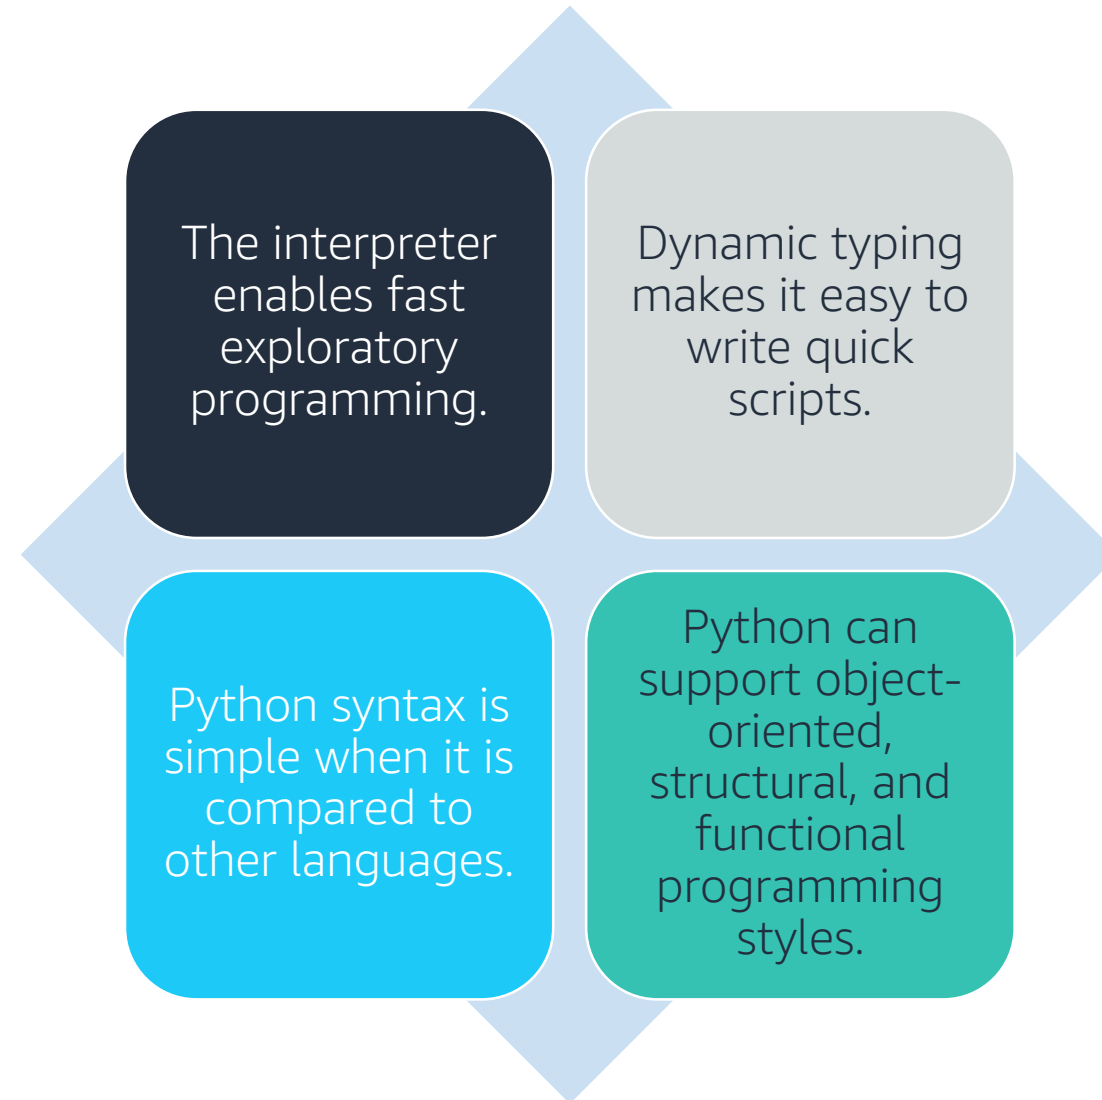 The interpreter
enables fast
exploratory
programming.
Dynamic typing
makes it easy to
write quick
scripts.
Python syntax is
simple when it is
compared to
other languages.
Python can
support object-
oriented,
structural, and
functional
programming
styles.